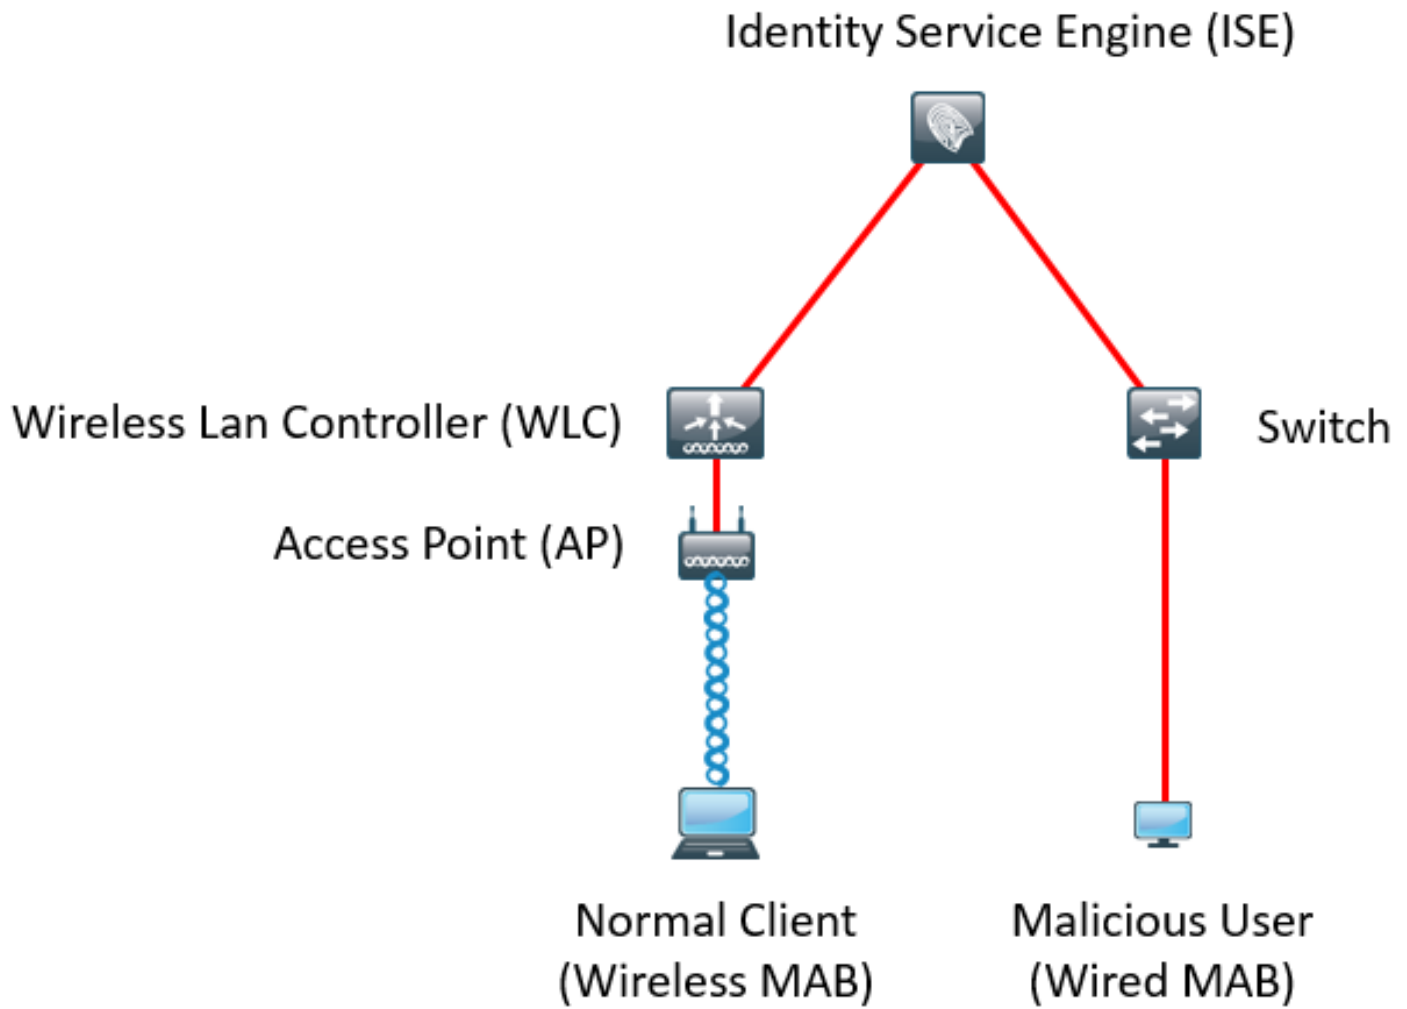 Identity Service Engine (ISE)
Wireless Lan Controller (WLC)
Switch
Access Point (AP)
Normal Client
(Wireless MAB)
Malicious User
(Wired MAB)